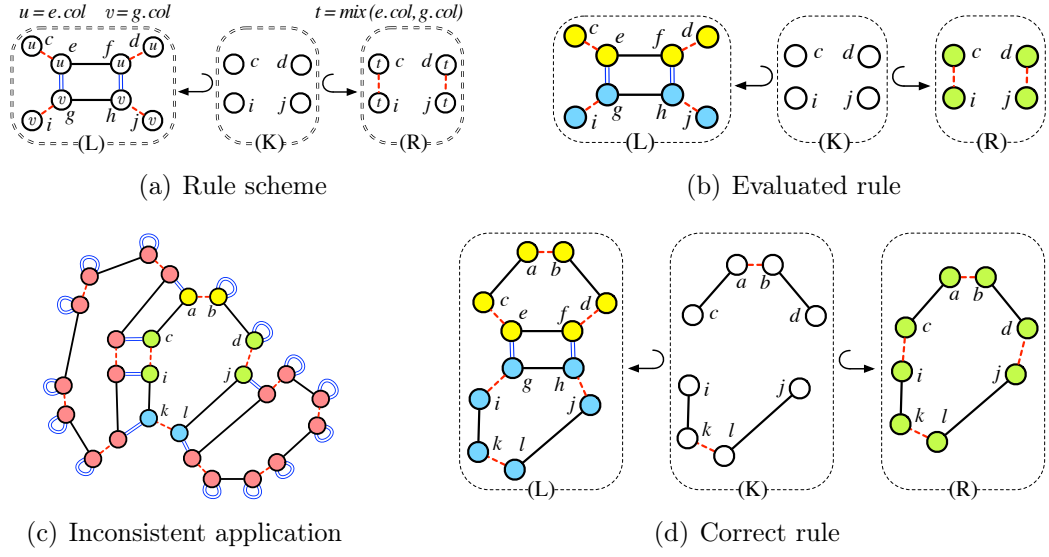 u = e.col v = g.col t = mix(e.col, g.col)
u c e f d u
u u
v v
v i g h j v
(L)
c d
i j
(K)
t c d t
t i j t
(R)
(a) Rule scheme
c e f d
i g h j
(L)
c d
i j
(K)
c d
i j
(R)
(b) Evaluated rule
a b
c d
i j
k l
(c) Inconsistent application
a b
c d
e f
g h
i j
k l
(L)
a b
c d
i j
k l
(K)
a b
c d
i j
k l
(R)
(d) Correct rule